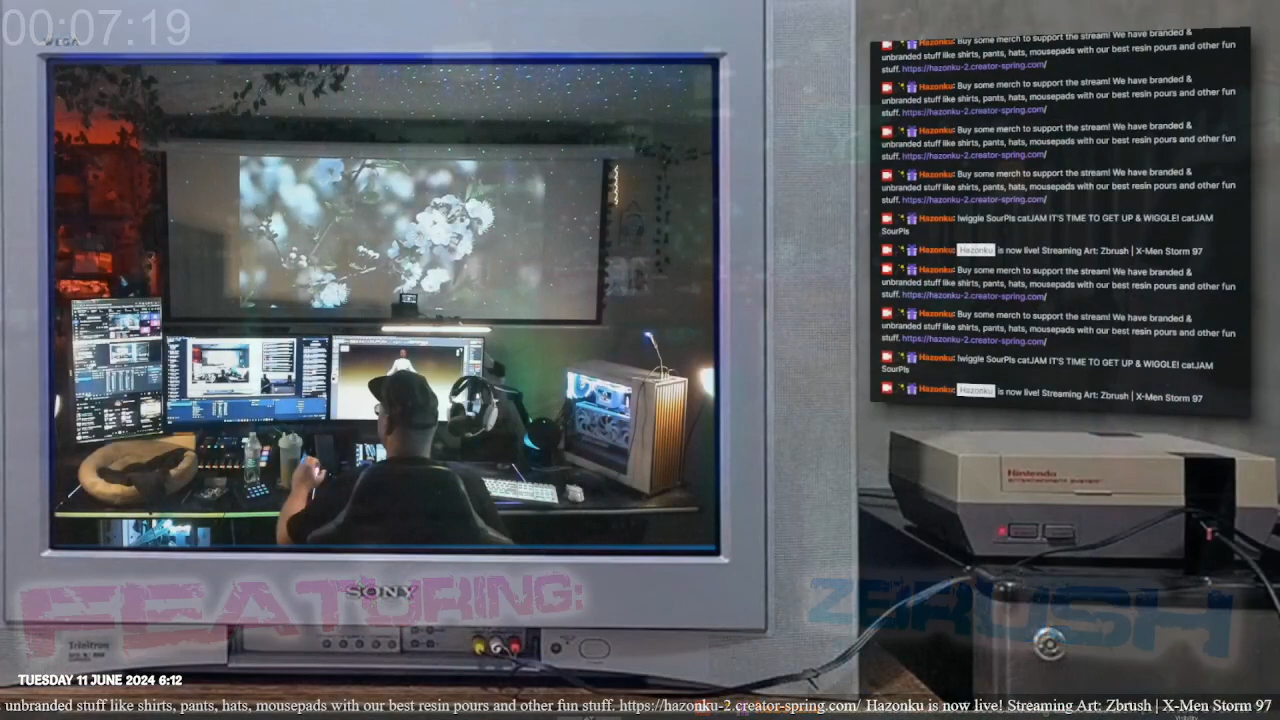 00:07:19
WEGA
Hazonku: Buy some merch to support the stream! We have branded &
unbranded stuff like shirts, pants, hats, mousepads with our best resin pours and other fun
stuff. https://hazonku-2.creator-spring.com/
Hazonku: Buy some merch to support the stream! We have branded &
unbranded stuff like shirts, pants, hats, mousepads with our best resin pours and other fun
stuff. https://hazonku-2.creator-spring.com/
Hazonku: Buy some merch to support the stream! We have branded &
unbranded stuff like shirts, pants, hats, mousepads with our best resin pours and other fun
stuff. https://hazonku-2.creator-spring.com/
Hazonku: Buy some merch to support the stream! We have branded &
unbranded stuff like shirts, pants, hats, mousepads with our best resin pours and other fun
stuff. https://hazonku-2.creator-spring.com/
Hazonku: !wiggle SourPls catJAM IT'S TIME TO GET UP & WIGGLE! catJAM
SourPls
Hazonku: Hazonku is now live! Streaming Art: Zbrush | X-Men Storm 97
Hazonku: Buy some merch to support the stream! We have branded &
unbranded stuff like shirts, pants, hats, mousepads with our best resin pours and other fun
stuff. https://hazonku-2.creator-spring.com/
Hazonku: Buy some merch to support the stream! We have branded &
unbranded stuff like shirts, pants, hats, mousepads with our best resin pours and other fun
stuff. https://hazonku-2.creator-spring.com/
Hazonku: !wiggle SourPls catJAM IT'S TIME TO GET UP & WIGGLE! catJAM
SourPls
Hazonku: Hazonku is now live! Streaming Art: Zbrush | X-Men Storm 97
Nintendo
ENTERTAINMENT SYSTEM
SONY
FEATURING:
ZBRUSH
Trinitron
TUESDAY 11 JUNE 2024 6:12
unbranded stuff like shirts, pants, hats, mousepads with our best resin pours and other fun stuff. https://hazonku-2.creator-spring.com/ Hazonku is now live! Streaming Art: Zbrush | X-Men Storm 97